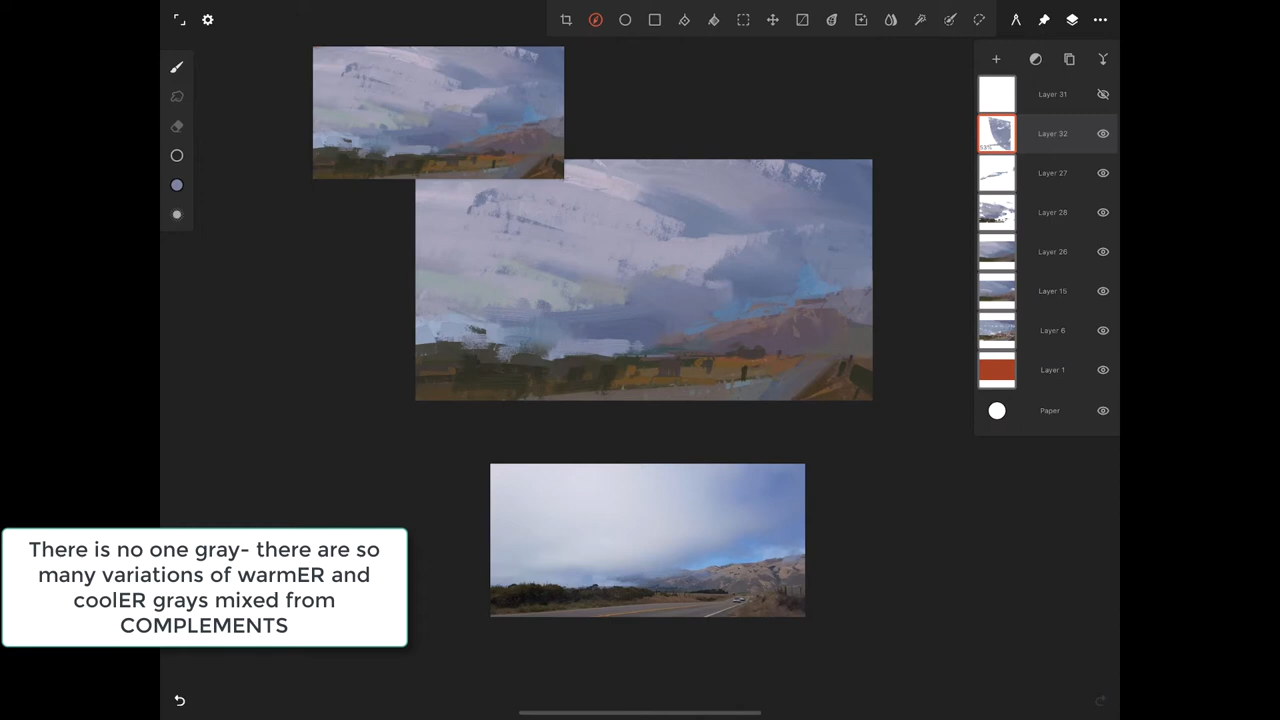 Layer 31
Layer 32
Layer 27
Layer 28
Layer 26
Layer 15
Layer 6
Layer 1
Paper
There is no one gray- there are so
many variations of warmER and
coolER grays mixed from
COMPLEMENTS